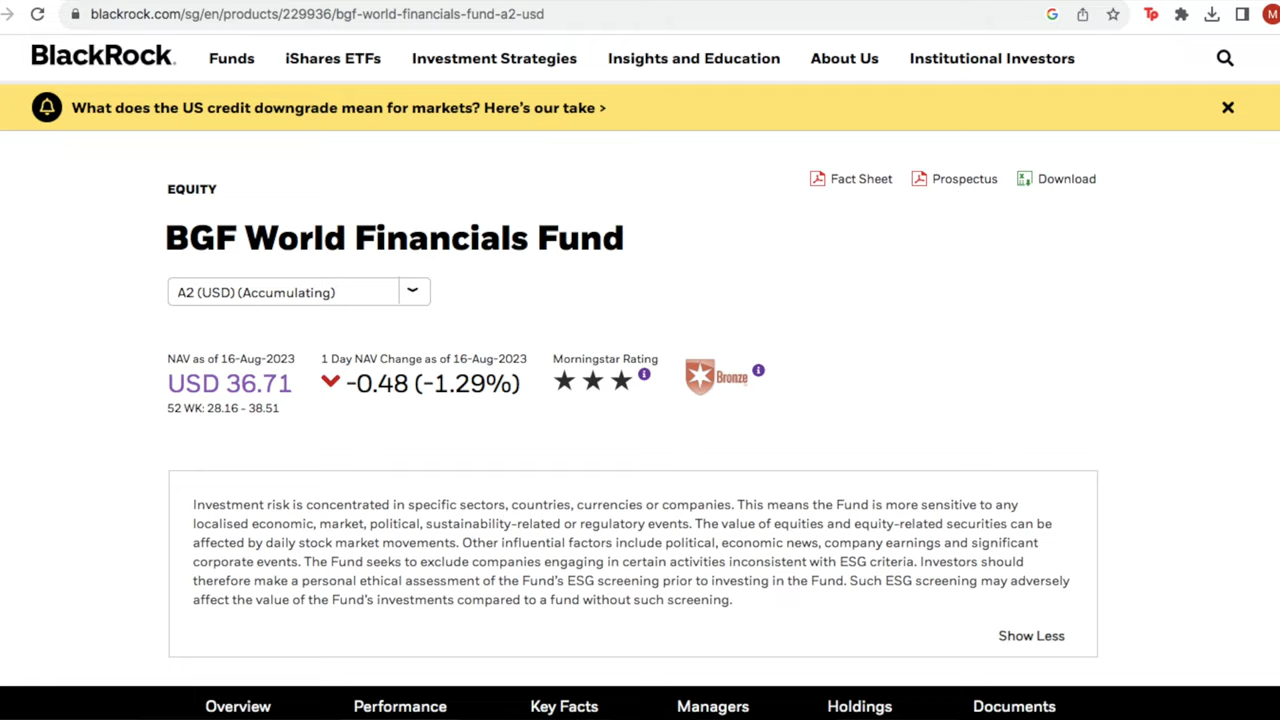 blackrock.com/sg/en/products/229936/bgf-world-financials-fund-a2-usd
Tp
M
BlackRock.
Funds
iShares ETFs
Investment Strategies
Insights and Education
About Us
Institutional Investors
What does the US credit downgrade mean for markets? Here's our take >
EQUITY
Fact Sheet
Prospectus
Download
BGF World Financials Fund
A2 (USD) (Accumulating)
NAV as of 16-Aug-2023
USD 36.71
52 WK: 28.16 - 38.51
1 Day NAV Change as of 16-Aug-2023
-0.48 (-1.29%)
Morningstar Rating
Bronze
Investment risk is concentrated in specific sectors, countries, currencies or companies. This means the Fund is more sensitive to any
localised economic, market, political, sustainability-related or regulatory events. The value of equities and equity-related securities can be
affected by daily stock market movements. Other influential factors include political, economic news, company earnings and significant
corporate events. The Fund seeks to exclude companies engaging in certain activities inconsistent with ESG criteria. Investors should
therefore make a personal ethical assessment of the Fund's ESG screening prior to investing in the Fund. Such ESG screening may adversely
affect the value of the Fund's investments compared to a fund without such screening.
Show Less
Overview
Performance
Key Facts
Managers
Holdings
Documents